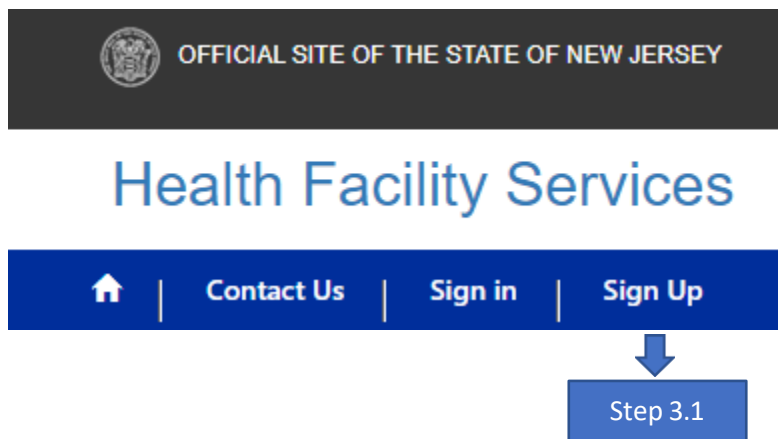 OFFICIAL SITE OF THE STATE OF NEW JERSEY
Health Facility Services
| Contact Us | Sign in | Sign Up
Step 3.1